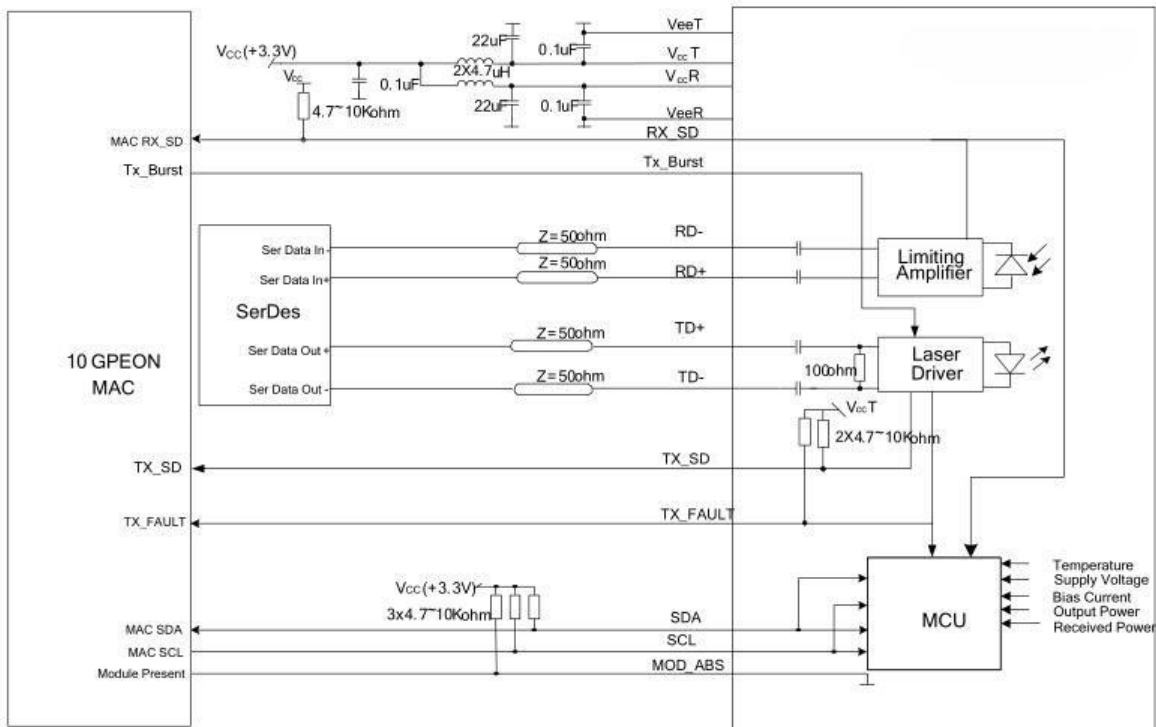 VeeT
22uF
0.1uF
VCC(+3.3V)
VccT
2X4.7uH
Vcc
0.1uF
VccR
4.7~10Kohm
22uF
0.1uF
VeeR
MAC RX_SD
RX_SD
Tx_Burst
Tx_Burst
Z=50ohm
RD-
Ser Data In-
Limiting
Amplifier
Z=50ohm
RD+
Ser Data In+
SerDes
Z=50ohm
TD+
Ser Data Out +
Laser
Driver
10 GPEON
MAC
Z=50ohm
TD-
100ohm
Ser Data Out -
VccT
2X4.7~10Kohm
TX_SD
TX_SD
TX_FAULT
TX_FAULT
Temperature
Supply Voltage
Bias Current
Output Power
Received Power
MCU
VCC(+3.3V)
3x4.7~10Kohm
MAC SDA
SDA
MAC SCL
SCL
Module Present
MOD_ABS